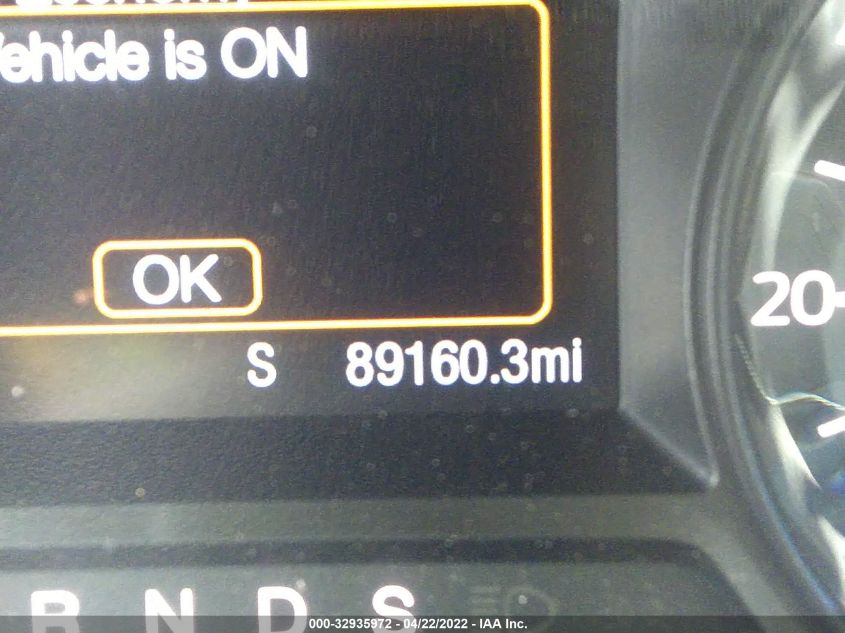 ehicle is ON
OK
S 89160.3mi
20
R N D S
000-32935972 - 04/22/2022 - IAA Inc.